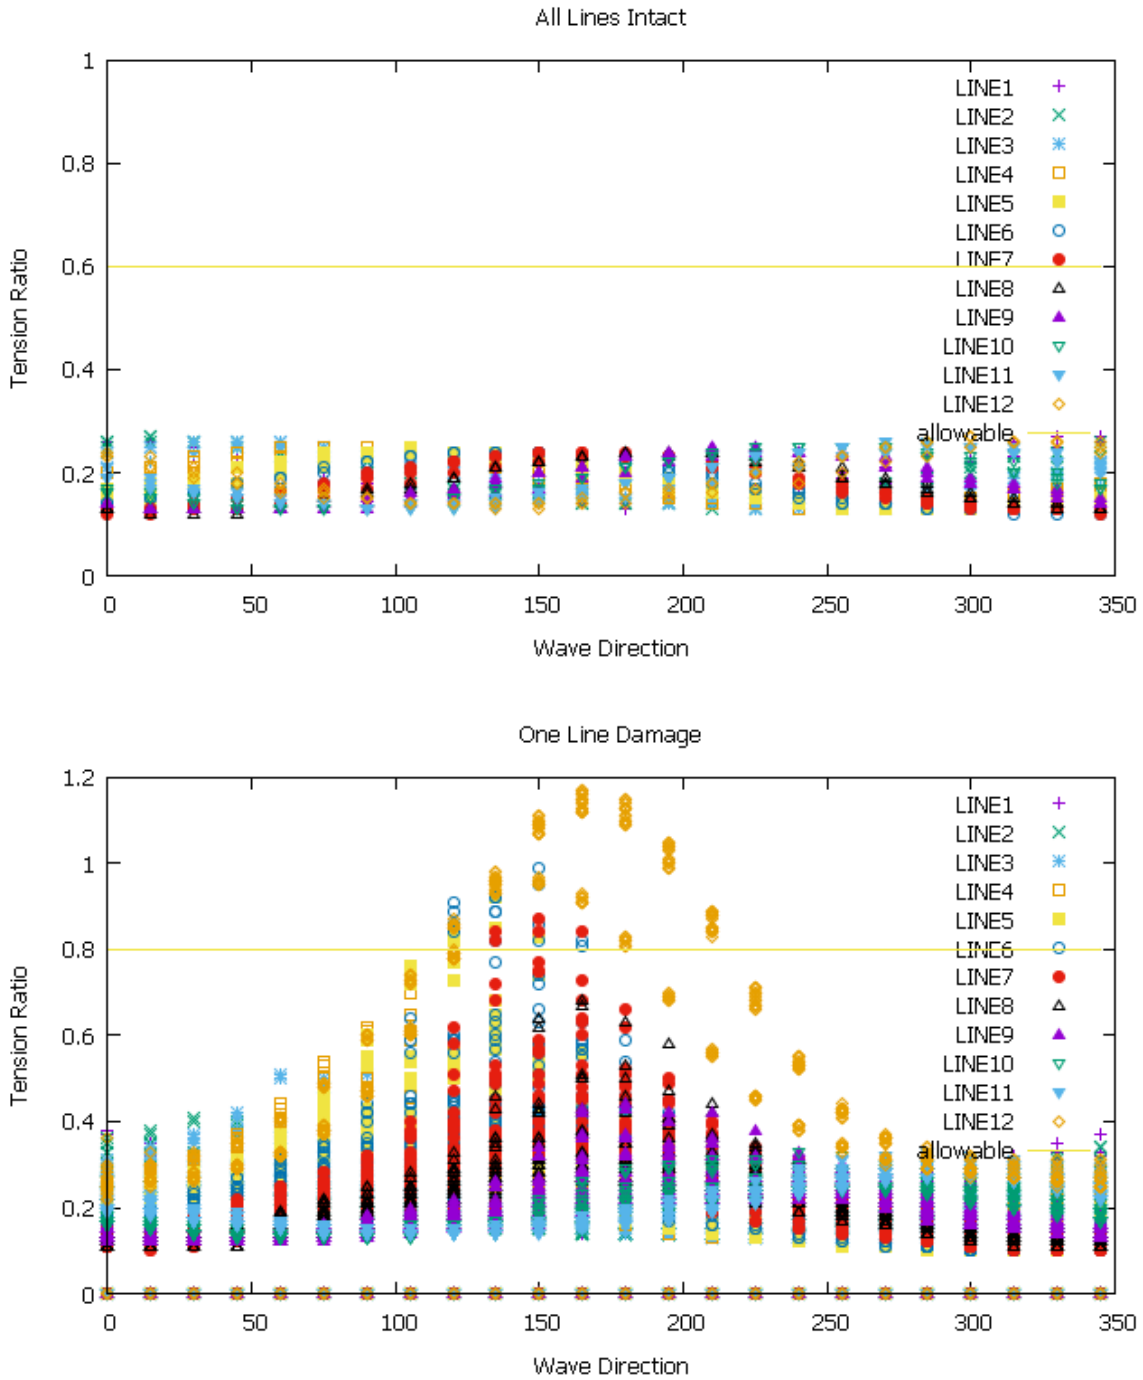 All Lines Intact
1
0.8
0.6
0.4
0.2
0
Tension Ratio
LINE1
LINE2
LINE3
LINE4
LINE5
LINE6
LINE7
LINE8
LINE9
LINE10
LINE11
LINE12
allowable
0 50 100 150 200 250 300 350
Wave Direction
One Line Damage
1.2
1
0.8
0.6
0.4
0.2
0
Tension Ratio
LINE1
LINE2
LINE3
LINE4
LINE5
LINE6
LINE7
LINE8
LINE9
LINE10
LINE11
LINE12
allowable
0 50 100 150 200 250 300 350
Wave Direction